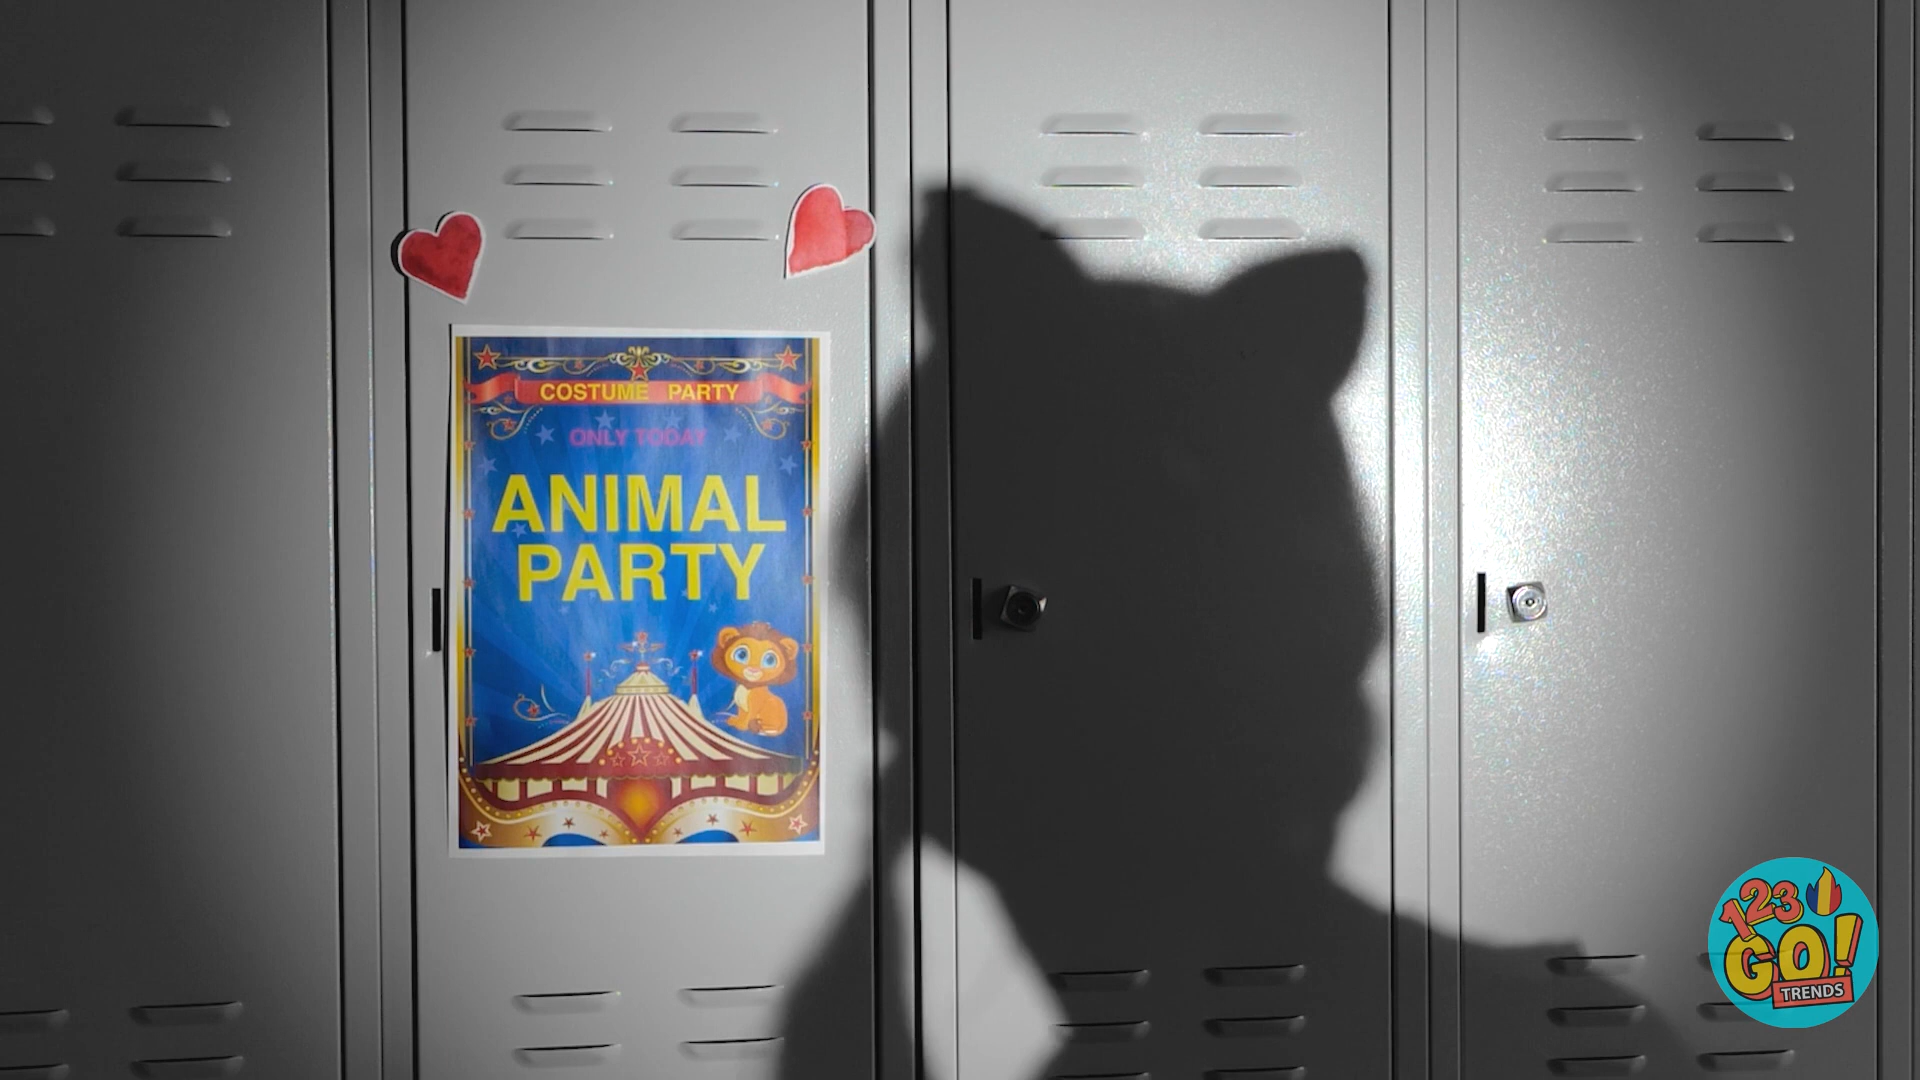 COSTUME PARTY
ONLY TODAY
ANIMAL
PARTY
123
GO!
TRENDS